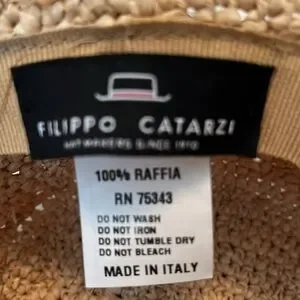 FILIPPO CATARZI
HATMAKERS SINCE 1910
100% RAFFIA
RN 75343
DO NOT WASH
DO NOT IRON
DO NOT TUMBLE DRY
DO NOT BLEACH
MADE IN ITALY